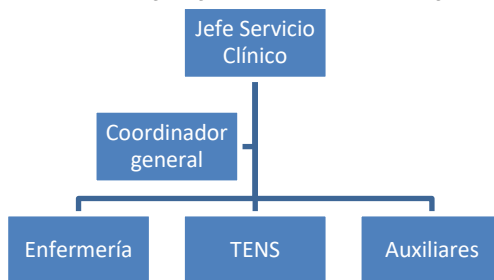 Jefe Servicio
Clínico
Coordinador
general
Enfermería
TENS
Auxiliares